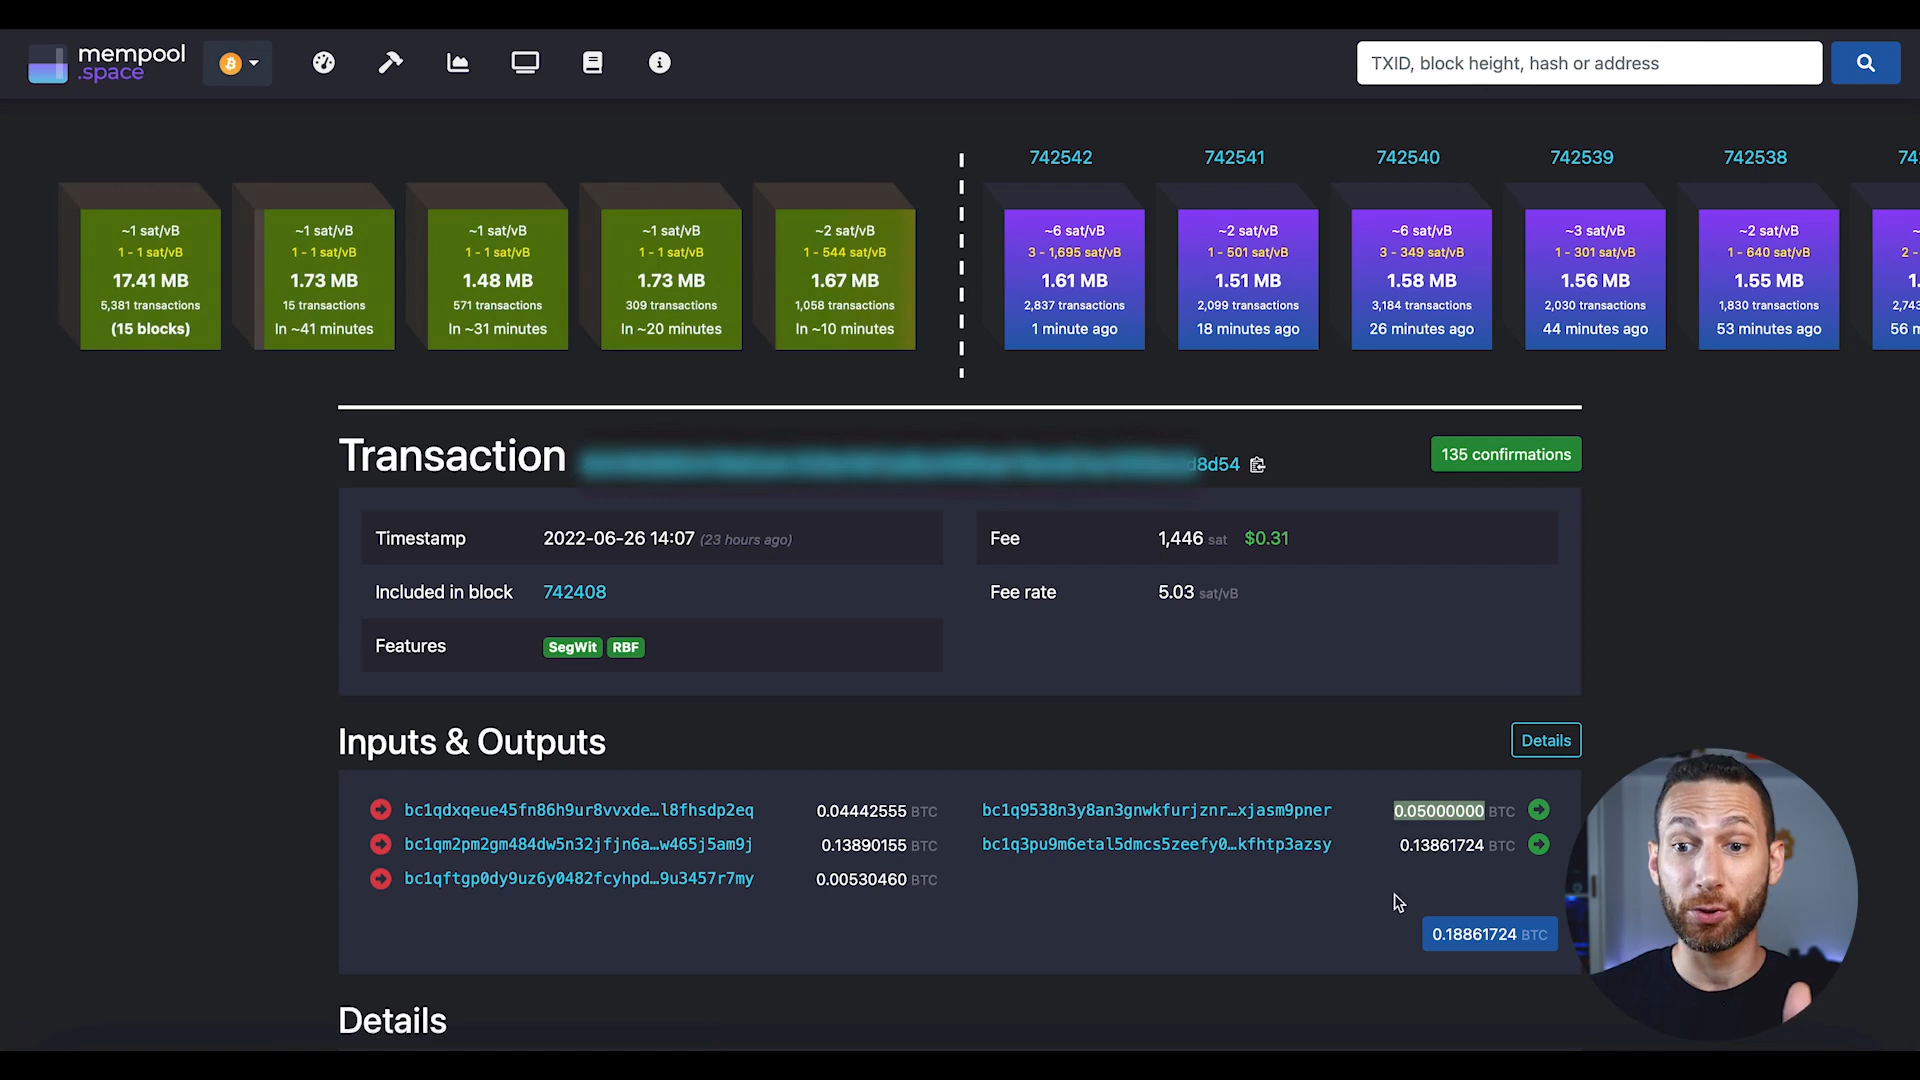 mempool
.space
TXID, block height, hash or address
742542 742541 740540 742539 742538 74
~1 sat/vB
1 - 1 sat/vB
17.41 MB
5,381 transactions
(15 blocks)
~1 sat/vB
1 - 1 sat/vB
1.73 MB
15 transactions
In ~41 minutes
~1 sat/vB
1 - 1 sat/vB
1.48 MB
571 transactions
In ~31 minutes
~1 sat/vB
1 - 1 sat/vB
1.73 MB
309 transactions
In ~20 minutes
~2 sat/vB
1 - 544 sat/vB
1.67 MB
1,058 transactions
In ~10 minutes
~6 sat/vB
3 - 1,695 sat/vB
1.61 MB
2,837 transactions
1 minute ago
~2 sat/vB
1 - 501 sat/vB
1.51 MB
2,099 transactions
18 minutes ago
~6 sat/vB
3 - 349 sat/vB
1.58 MB
3,184 transactions
26 minutes ago
~3 sat/vB
1 - 301 sat/vB
1.56 MB
2,030 transactions
44 minutes ago
~2 sat/vB
1 - 640 sat/vB
1.55 MB
1,830 transactions
53 minutes ago
~
2 -
1.
2,743
56 m
Transaction d8d54 135 confirmations
Timestamp 2022-06-26 14:07 (23 hours ago) Fee 1,446 sat $0.31
Included in block 742408 Fee rate 5.03 sat/vB
Features SegWit RBF
Inputs & Outputs Details
bc1qdxqeue45fn86h9ur8vvxde…l8fhsdp2eq 0.04442555 BTC bc1q9538n3y8an3gnwkfurjznr…xjasm9pner 0.05000000 BTC
bc1qm2pm2gm484dw5n32jfjn6a…w465j5am9j 0.13890155 BTC bc1q3pu9m6etal5dmcs5zeefy0…kfhtp3azsy 0.13861724 BTC
bc1qftgp0dy9uz6y0482fcyhpd…9u3457r7my 0.00530460 BTC
0.18861724 BTC
Details